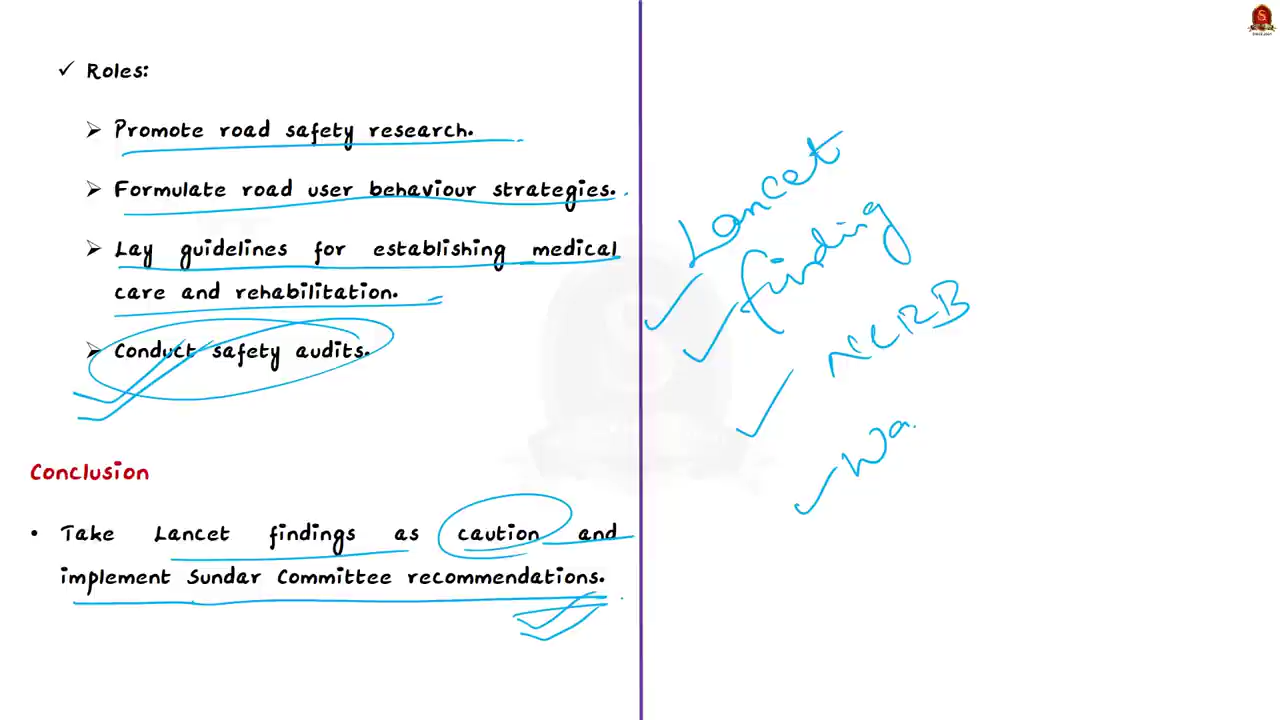 ✓ Roles:
➢ Promote road safety research.
➢ Formulate road user behaviour strategies.
➢ Lay guidelines for establishing medical
care and rehabilitation.
➢ Conduct safety audits.
Conclusion
• Take Lancet findings as caution and
implement Sundar Committee recommendations.
Lancet
finding
NCRB
Wa